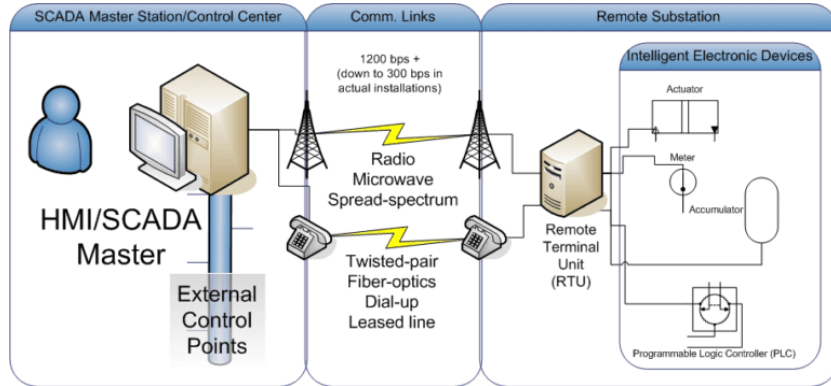 SCADA Master Station/Control Center
Comm. Links
Remote Substation
1200 bps +
(down to 300 bps in
actual installations)
Intelligent Electronic Devices
Actuator
Radio
Microwave
Spread-spectrum
Meter
Accumulator
HMI/SCADA
Master
Remote
Terminal
Unit
(RTU)
Twisted-pair
Fiber-optics
Dial-up
Leased line
External
Control
Points
Programmable Logic Controller (PLC)